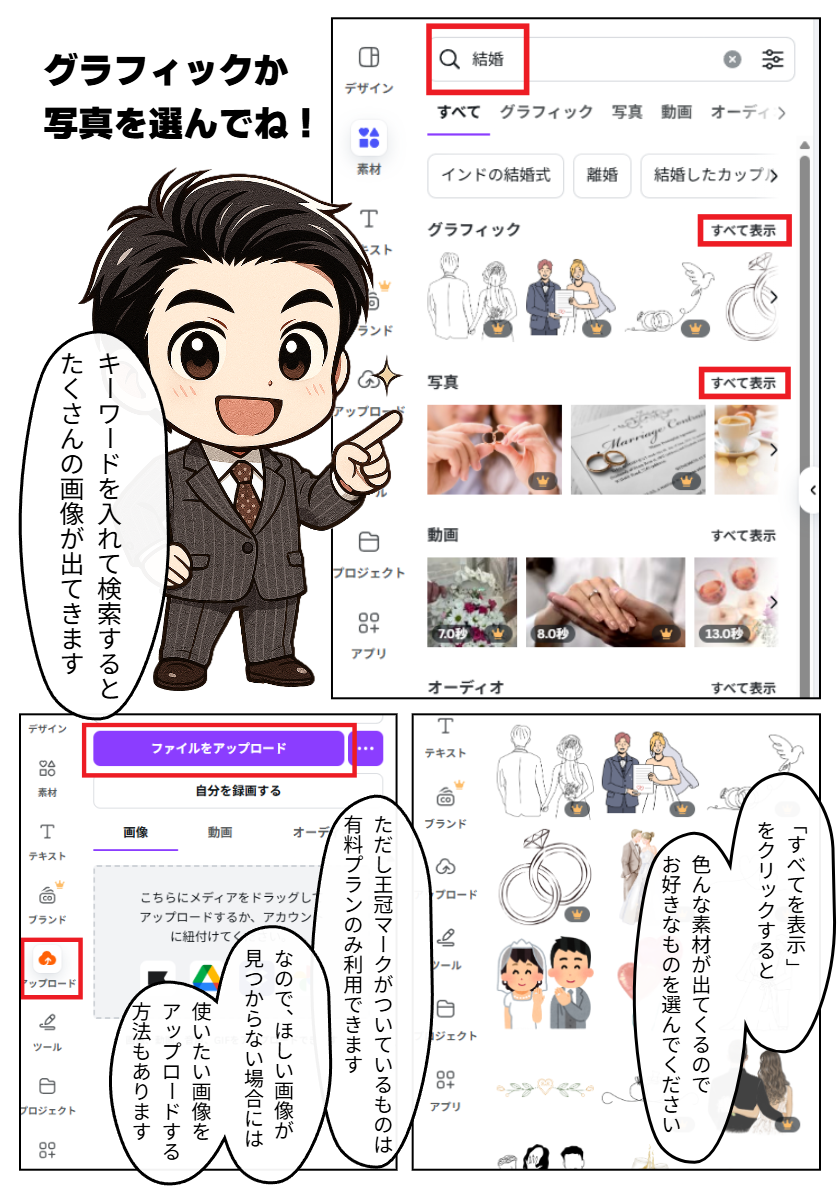 グラフィックか
写真を選んでね！
キーワードを入れて検索すると
たくさんの画像が出てきます
デザイン
素材
キスト
ランド
アップロード
ール
プロジェクト
アプリ
結婚
すべて
グラフィック
写真
動画
オーディ
インドの結婚式
離婚
結婚したカップル
グラフィック
すべて表示
写真
すべて表示
Marriage Contra
動画
すべて表示
7.0秒
8.0秒
13.0秒
オーディオ
すべて表示
テキスト
ブランド
プロード
ール
ロジェクト
アプリ
「すべてを表示」
をクリックすると
色んな素材が出てくるので
お好きなものを選んでください
デザイン
素材
テキスト
ブランド
アップロード
ツール
プロジェクト
ファイルをアップロード
自分を録画する
画像
動画
オーデ
こちらにメディアをドラッグして
アップロードするか、アカウン
に紐付けてく
ただし王冠マークがついているものは
有料プランのみ利用できます
なので、ほしい画像が
見つからない場合には
使いたい画像を
アップロードする
方法もあります